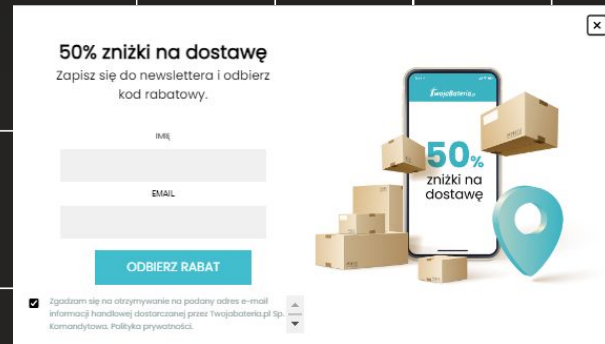 50% zniżki na dostawę
Zapisz się do newslettera i odbierz
kod rabatowy.
IMIĘ
EMAIL
ODBIERZ RABAT
Zgadzam się na otrzymywanie na podany adres e-mail
informacji handlowej dostarczanej przez Twojabateria.pl Sp.
Komandytowa. Polityka prywatności.
TwojaBateria.pl
50%
zniżki na
dostawę